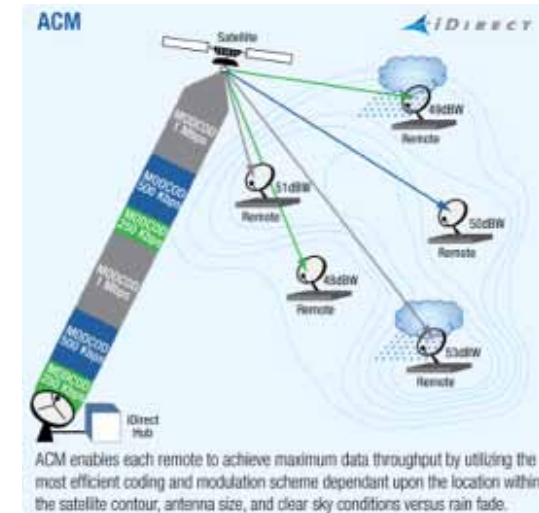 ACM
iDIRECT
Satellite
MODCOD
1 Mbps
MODCOD
500 Kbps
MODCOD
250 Kbps
MODCOD
1 Mbps
MODCOD
500 Kbps
MODCOD
250 Kbps
49dBW
Remote
51dBW
Remote
50dBW
Remote
48dBW
Remote
53dBW
Remote
iDirect
Hub
ACM enables each remote to achieve maximum data throughput by utilizing the
most efficient coding and modulation scheme dependant upon the location within
the satellite contour, antenna size, and clear sky conditions versus rain fade.